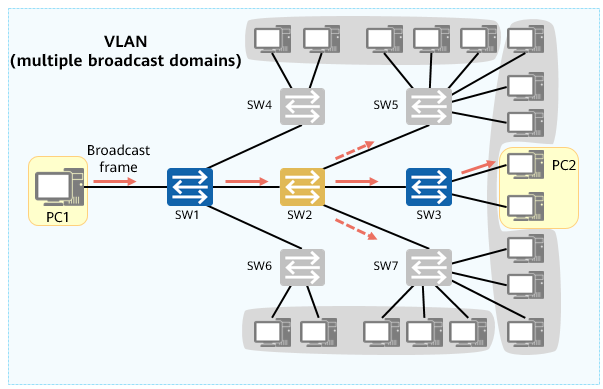 VLAN
(multiple broadcast domains)
SW4
SW5
Broadcast
frame
PC2
PC1
SW1
SW2
SW3
SW6
SW7